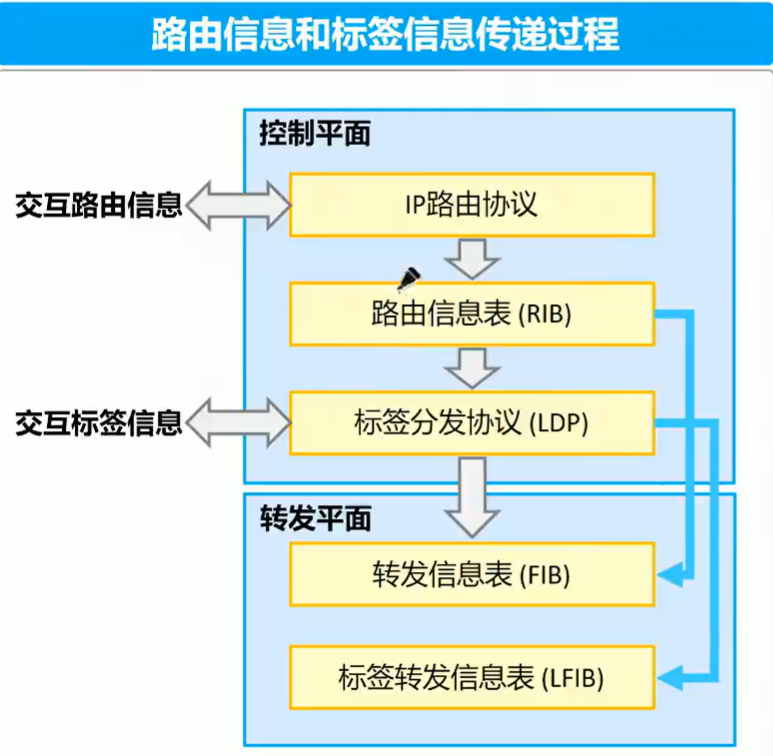 路由信息和标签信息传递过程
控制平面
交互路由信息
IP路由协议
路由信息表 (RIB)
交互标签信息
标签分发协议 (LDP)
转发平面
转发信息表 (FIB)
标签转发信息表 (LFIB)